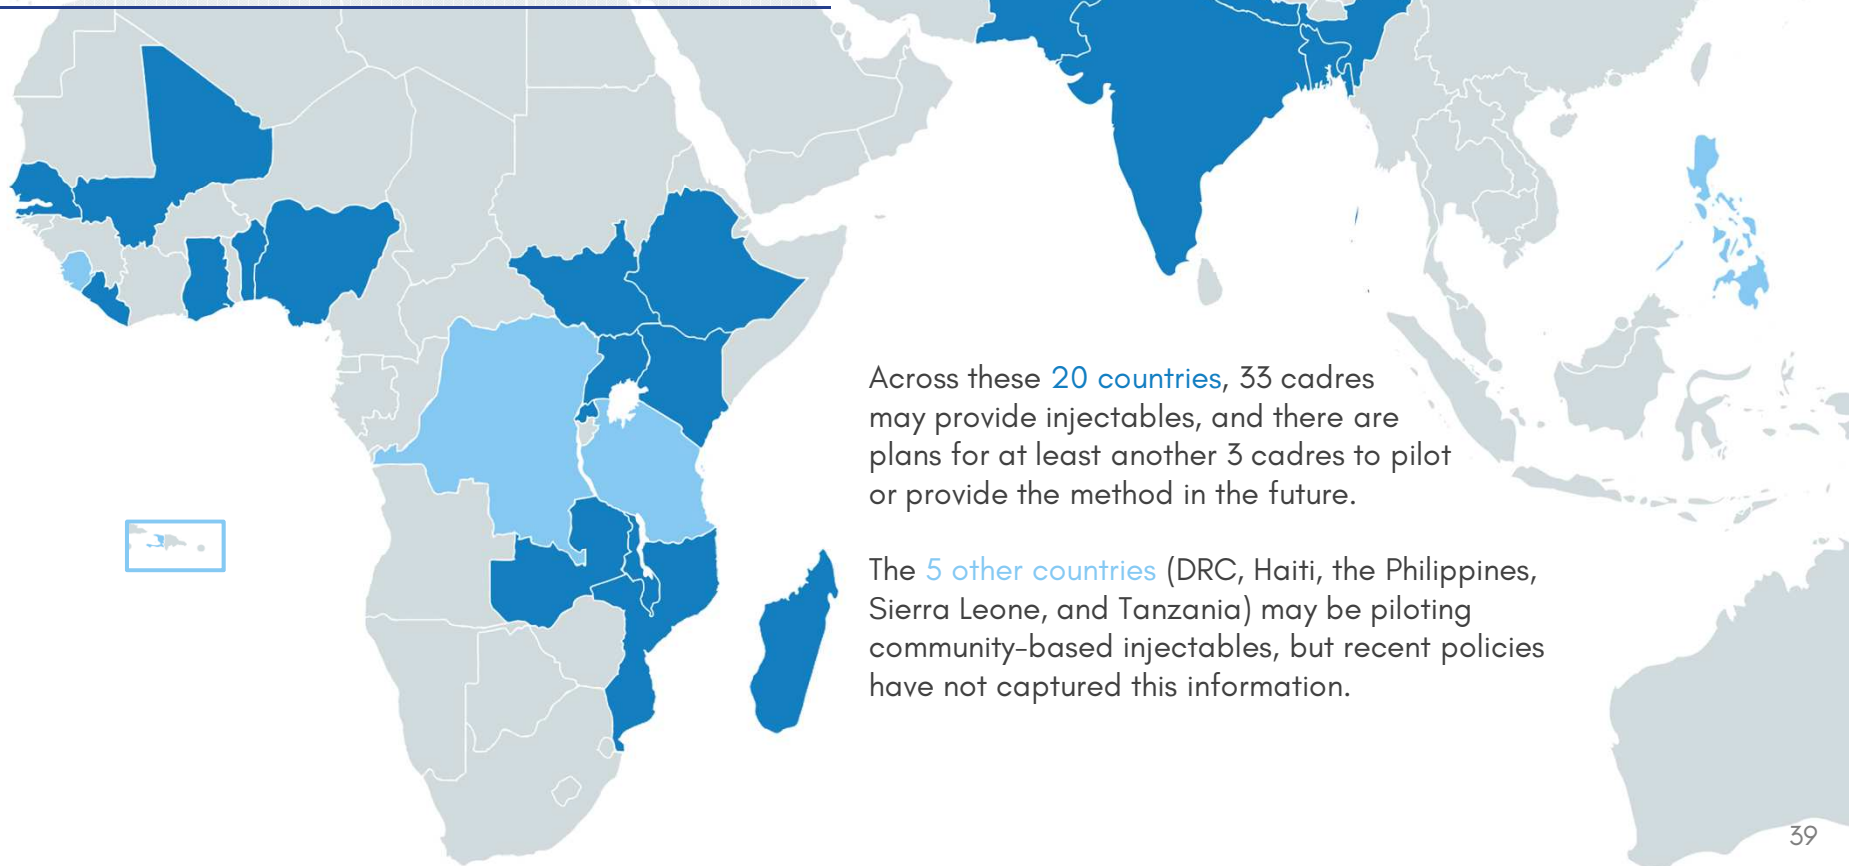 Across these 20 countries, 33 cadres
may provide injectables, and there are
plans for at least another 3 cadres to pilot
or provide the method in the future.
The 5 other countries (DRC, Haiti, the Philippines,
Sierra Leone, and Tanzania) may be piloting
community-based injectables, but recent policies
have not captured this information.
39